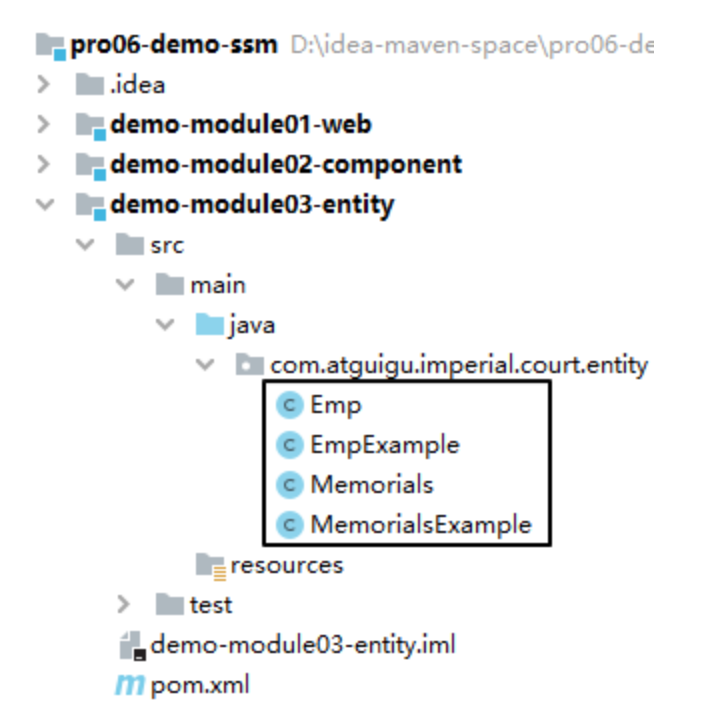 pro06-demo-ssm D:\idea-maven-space\pro06-de
.idea
demo-module01-web
demo-module02-component
demo-module03-entity
src
main
java
com.atguigu.imperial.court.entity
C Emp
C EmpExample
C Memorials
C MemorialsExample
resources
test
demo-module03-entity.iml
m pom.xml